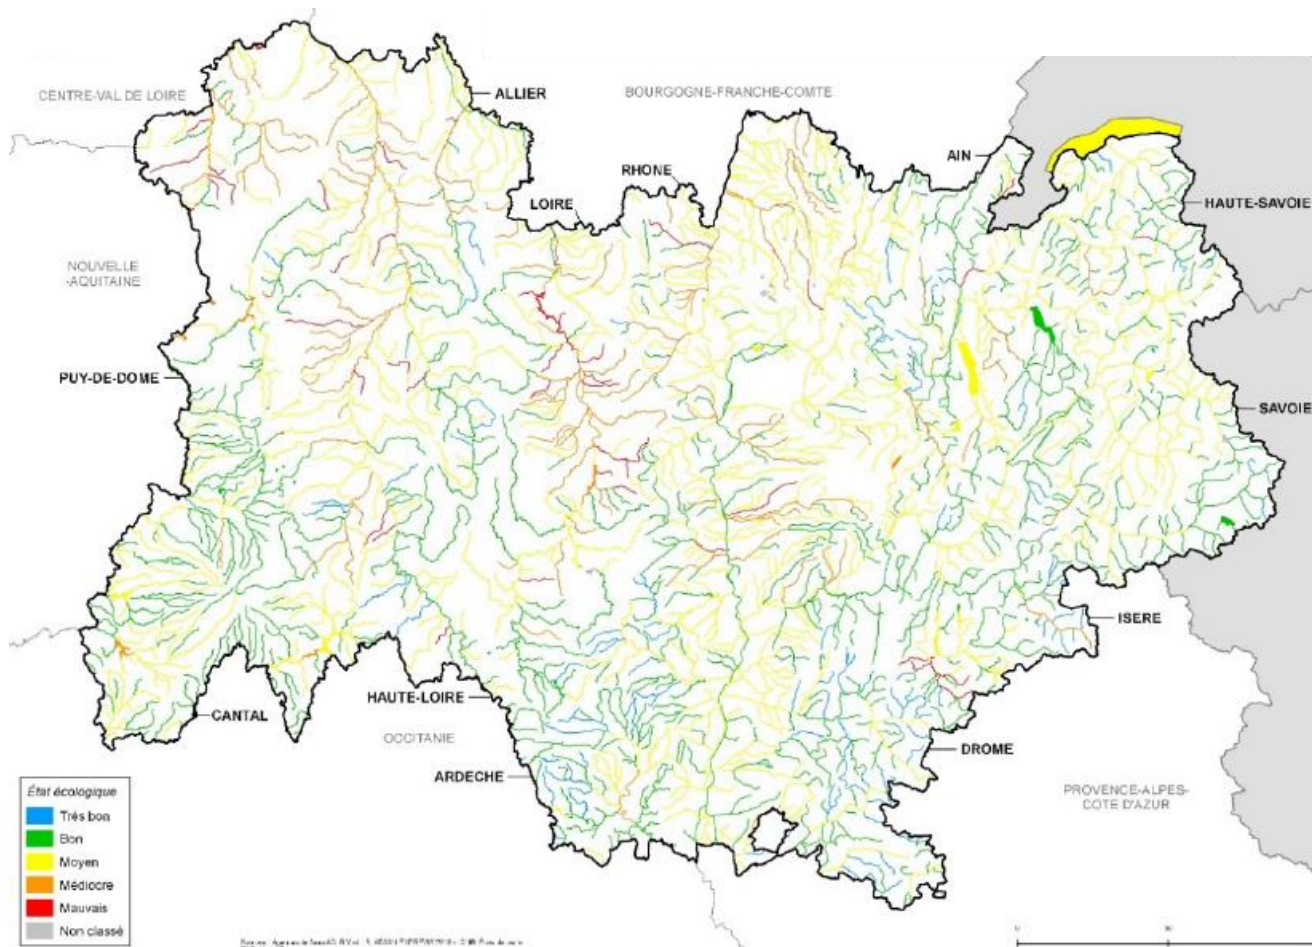 CENTRE-VAL DE LOIRE
ALLIER
BOURGOGNE-FRANCHE-COMTE
AIN
RHONE
LOIRE
HAUTE-SAVOIE
NOUVELLE
-AQUITAINE
PUY-DE-DOME
SAVOIE
ISERE
HAUTE-LOIRE
CANTAL
OCCITANIE
DROME
ARDECHE
PROVENCE-ALPES-
COTE D'AZUR
État écologique
Très bon
Bon
Moyen
Médiocre
Mauvais
Non classé
0